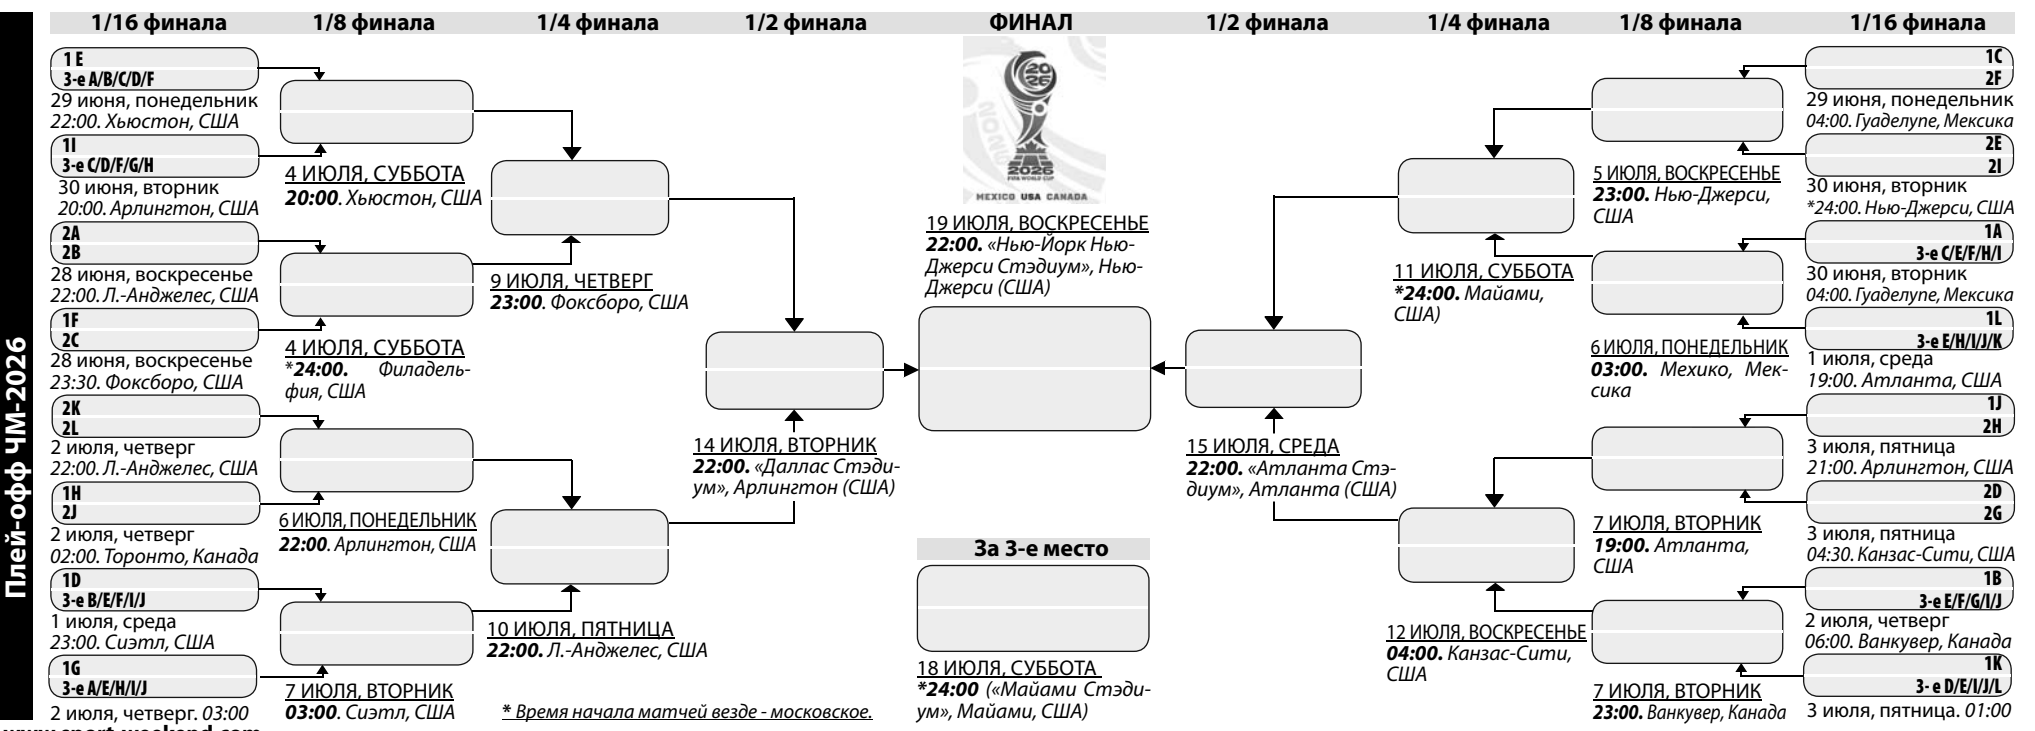 Плей-офф ЧМ-2026
1/16 финала
1/8 финала
1/4 финала
1/2 финала
ФИНАЛ
1/2 финала
1/4 финала
1/8 финала
1/16 финала
1E
3-е A/B/C/D/F
29 июня, понедельник
22:00. Хьюстон, США
1I
3-е C/D/F/G/H
30 июня, вторник
20:00. Арлингтон, США
2A
2B
28 июня, воскресенье
22:00. Л.-Анджелес, США
1F
2C
28 июня, воскресенье
23:30. Фоксборо, США
2K
2L
2 июля, четверг
22:00. Л.-Анджелес, США
1H
2J
2 июля, четверг
02:00. Торонто, Канада
1D
3-е B/E/F/I/J
1 июля, среда
23:00. Сиэтл, США
1G
3-е A/E/H/I/J
2 июля, четверг. 03:00
4 ИЮЛЯ, СУББОТА
20:00. Хьюстон, США
4 ИЮЛЯ, СУББОТА
*24:00. Филадель-
фия, США
6 ИЮЛЯ, ПОНЕДЕЛЬНИК
22:00. Арлингтон, США
7 ИЮЛЯ, ВТОРНИК
03:00. Сиэтл, США
9 ИЮЛЯ, ЧЕТВЕРГ
23:00. Фоксборо, США
10 ИЮЛЯ, ПЯТНИЦА
22:00. Л.-Анджелес, США
* Время начала матчей везде - московское.
14 ИЮЛЯ, ВТОРНИК
22:00. «Даллас Стэди-
ум», Арлингтон (США)
20
26
2026
FIFA WORLD CUP
MEXICO USA CANADA
19 ИЮЛЯ, ВОСКРЕСЕНЬЕ
22:00. «Нью-Йорк Нью-
Джерси Стэдиум», Нью-
Джерси (США)
За 3-е место
18 ИЮЛЯ, СУББОТА
*24:00 («Майами Стэди-
ум», Майами, США)
15 ИЮЛЯ, СРЕДА
22:00. «Атланта Стэ-
диум», Атланта (США)
11 ИЮЛЯ, СУББОТА
*24:00. Майами,
США)
12 ИЮЛЯ, ВОСКРЕСЕНЬЕ
04:00. Канзас-Сити,
США
5 ИЮЛЯ, ВОСКРЕСЕНЬЕ
23:00. Нью-Джерси,
США
6 ИЮЛЯ, ПОНЕДЕЛЬНИК
03:00. Мехико, Мек-
сика
7 ИЮЛЯ, ВТОРНИК
19:00. Атланта,
США
7 ИЮЛЯ, ВТОРНИК
23:00. Ванкувер, Канада
1C
2F
29 июня, понедельник
04:00. Гуаделупе, Мексика
2E
2I
30 июня, вторник
*24:00. Нью-Джерси, США
1A
3-е C/E/F/H/I
30 июня, вторник
04:00. Гуаделупе, Мексика
1L
3-е E/H/I/J/K
1 июля, среда
19:00. Атланта, США
1J
2H
3 июля, пятница
21:00. Арлингтон, США
2D
2G
3 июля, пятница
04:30. Канзас-Сити, США
1B
3-е E/F/G/I/J
2 июля, четверг
06:00. Ванкувер, Канада
1K
3- е D/E/I/J/L
3 июля, пятница. 01:00